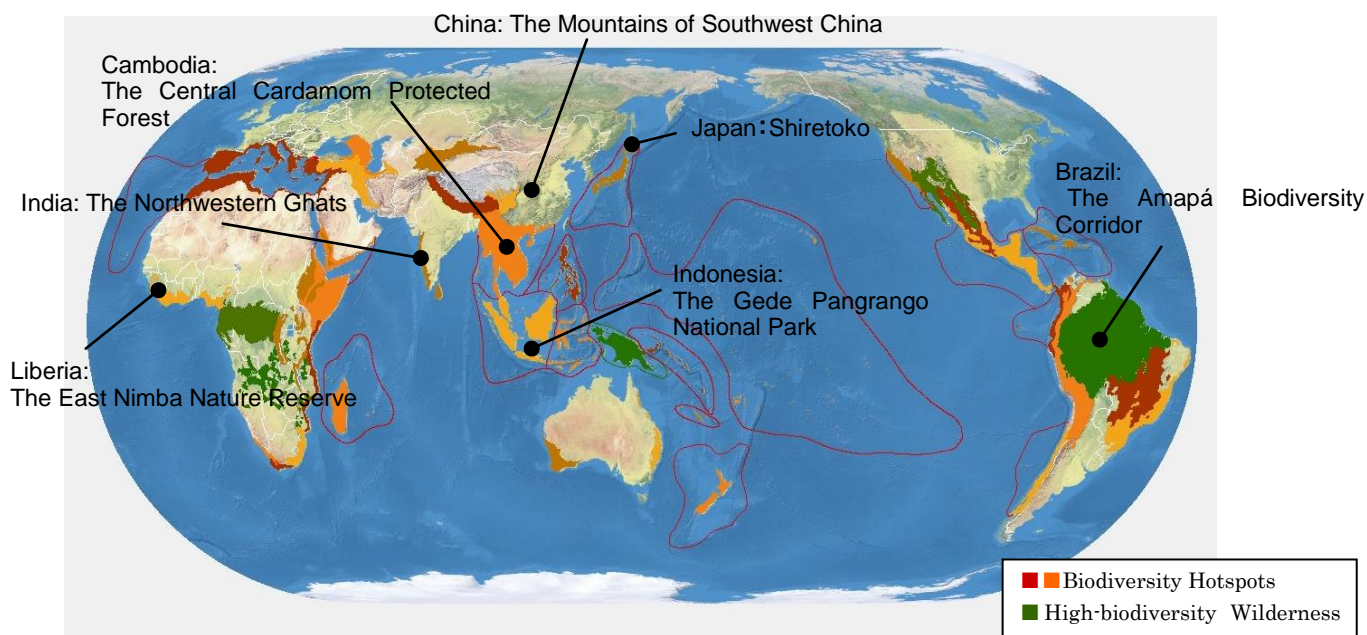 China: The Mountains of Southwest China
Cambodia:
The Central Cardamom Protected
Forest
Japan：Shiretoko
Brazil:
The Amapá Biodiversity
Corridor
India: The Northwestern Ghats
Indonesia:
The Gede Pangrango
National Park
Liberia:
The East Nimba Nature Reserve
Biodiversity Hotspots
High-biodiversity Wilderness